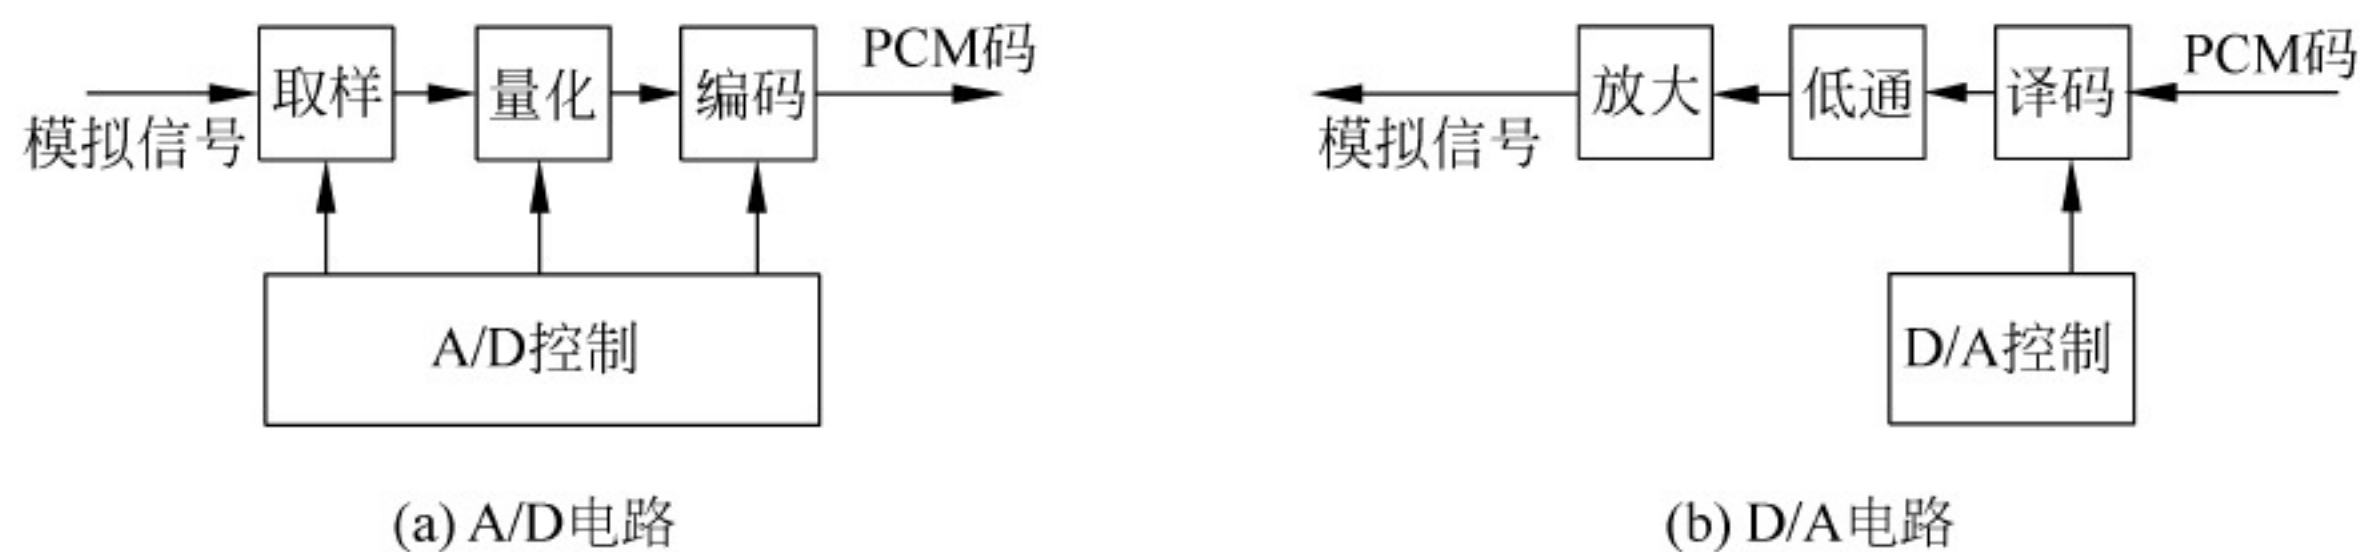 模拟信号
取样
量化
编码
PCM码
A/D控制
(a) A/D电路
模拟信号
放大
低通
译码
PCM码
D/A控制
(b) D/A电路